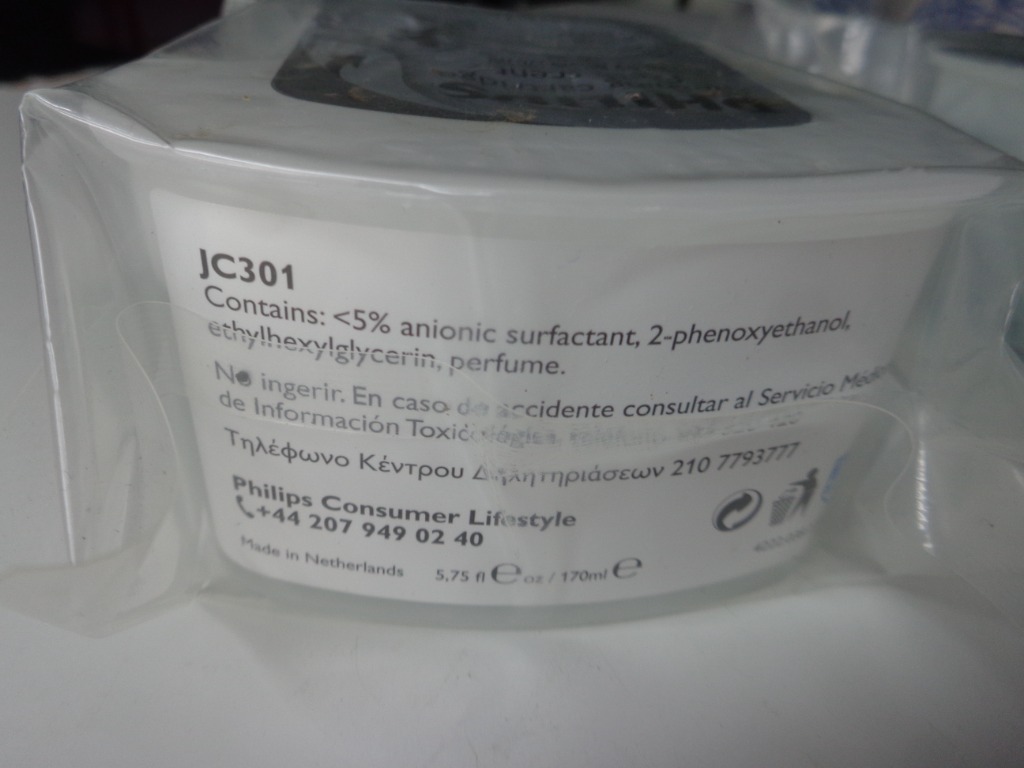 JC301
Contains: <5% anionic surfactant, 2-phenoxyethanol,
ethylhexylglycerin, perfume.
No ingerir. En caso de accidente consultar al Servicio
de Información Toxicológica,
Τηλέφωνο Κέντρου Δηλητηριάσεων 210 7793777
Philips Consumer Lifestyle
+44 207 949 02 40
Made in Netherlands 5,75 fl ℮ oz / 170ml ℮